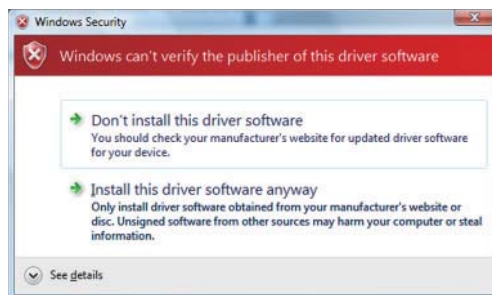 Windows Security
Windows can't verify the publisher of this driver software
Don't install this driver software
You should check your manufacturer's website for updated driver software
for your device.
Install this driver software anyway
Only install driver software obtained from your manufacturer's website or
disc. Unsigned software from other sources may harm your computer or steal
information.
See details